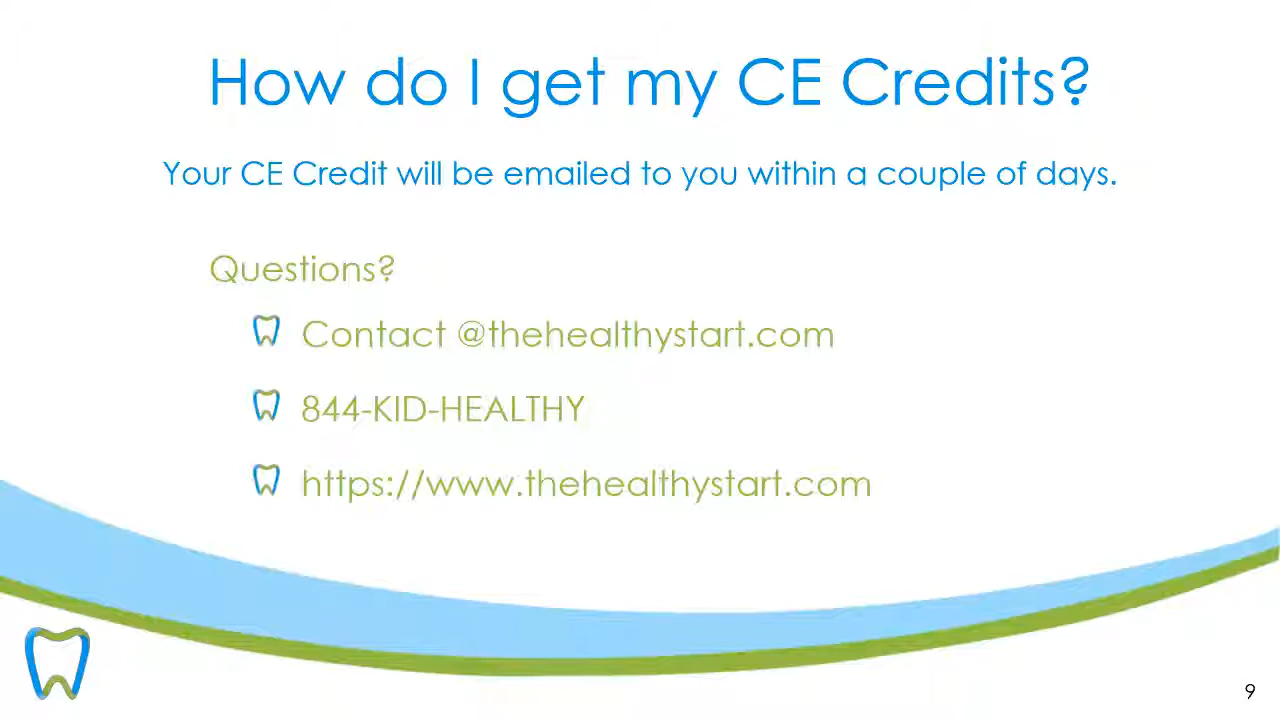 How do I get my CE Credits?
Your CE Credit will be emailed to you within a couple of days.
Questions?
Contact @thehealthystart.com
844-KID-HEALTHY
https://www.thehealthystart.com
9